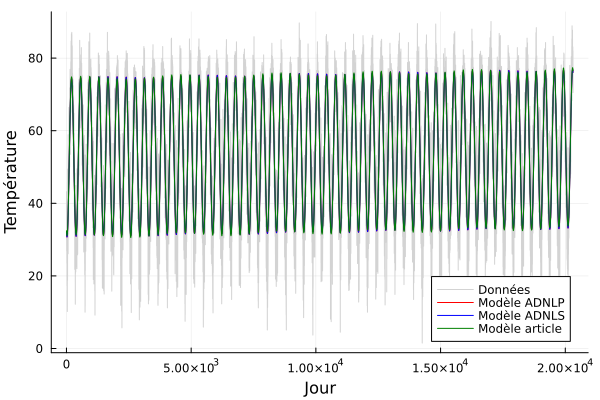 Température
80
60
40
20
0
0
5.00×10³
1.00×10⁴
1.50×10⁴
2.00×10⁴
Jour
Données
Modèle ADNLP
Modèle ADNLS
Modèle article